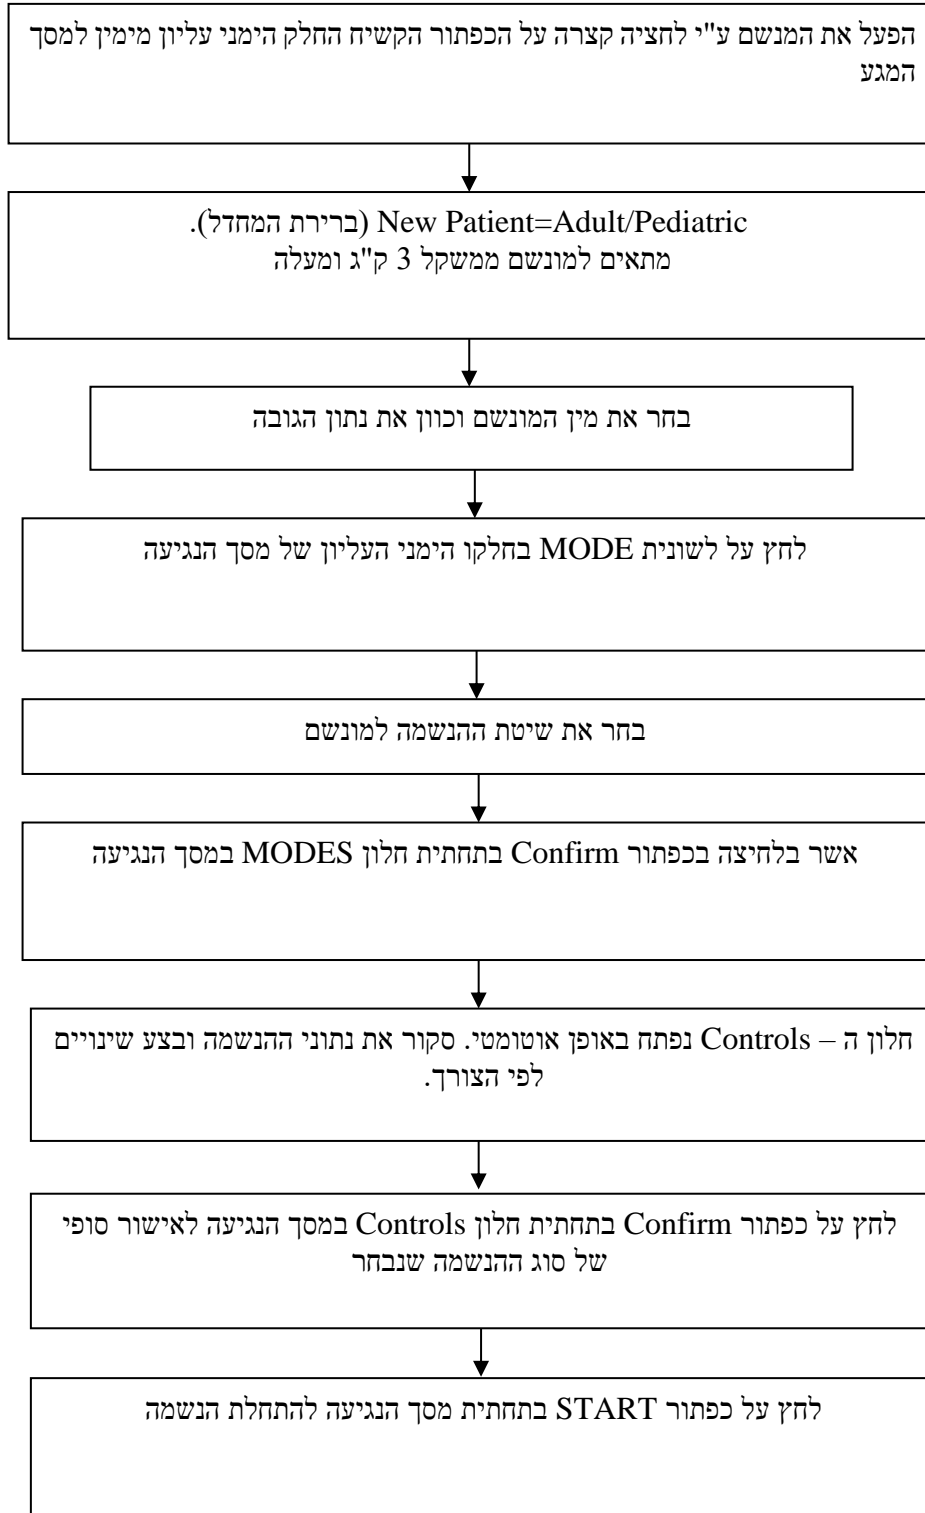 הפעל את המנשם ע"י לחציה קצרה על הכפתור הקשיח החלק הימני עליון מימין למסך
המגע
New Patient=Adult/Pediatric (ברירת המחדל).
מתאים למונשם ממשקל 3 ק"ג ומעלה
בחר את מין המונשם וכוון את נתון הגובה
לחץ על לשונית MODE בחלקו הימני העליון של מסך הנגיעה
בחר את שיטת ההנשמה למונשם
אשר בלחיצה בכפתור Confirm בתחתית חלון MODES במסך הנגיעה
חלון ה – Controls נפתח באופן אוטומטי. סקור את נתוני ההנשמה ובצע שינויים
לפי הצורך.
לחץ על כפתור Confirm בתחתית חלון Controls במסך הנגיעה לאישור סופי
של סוג ההנשמה שנבחר
לחץ על כפתור START בתחתית מסך הנגיעה להתחלת הנשמה